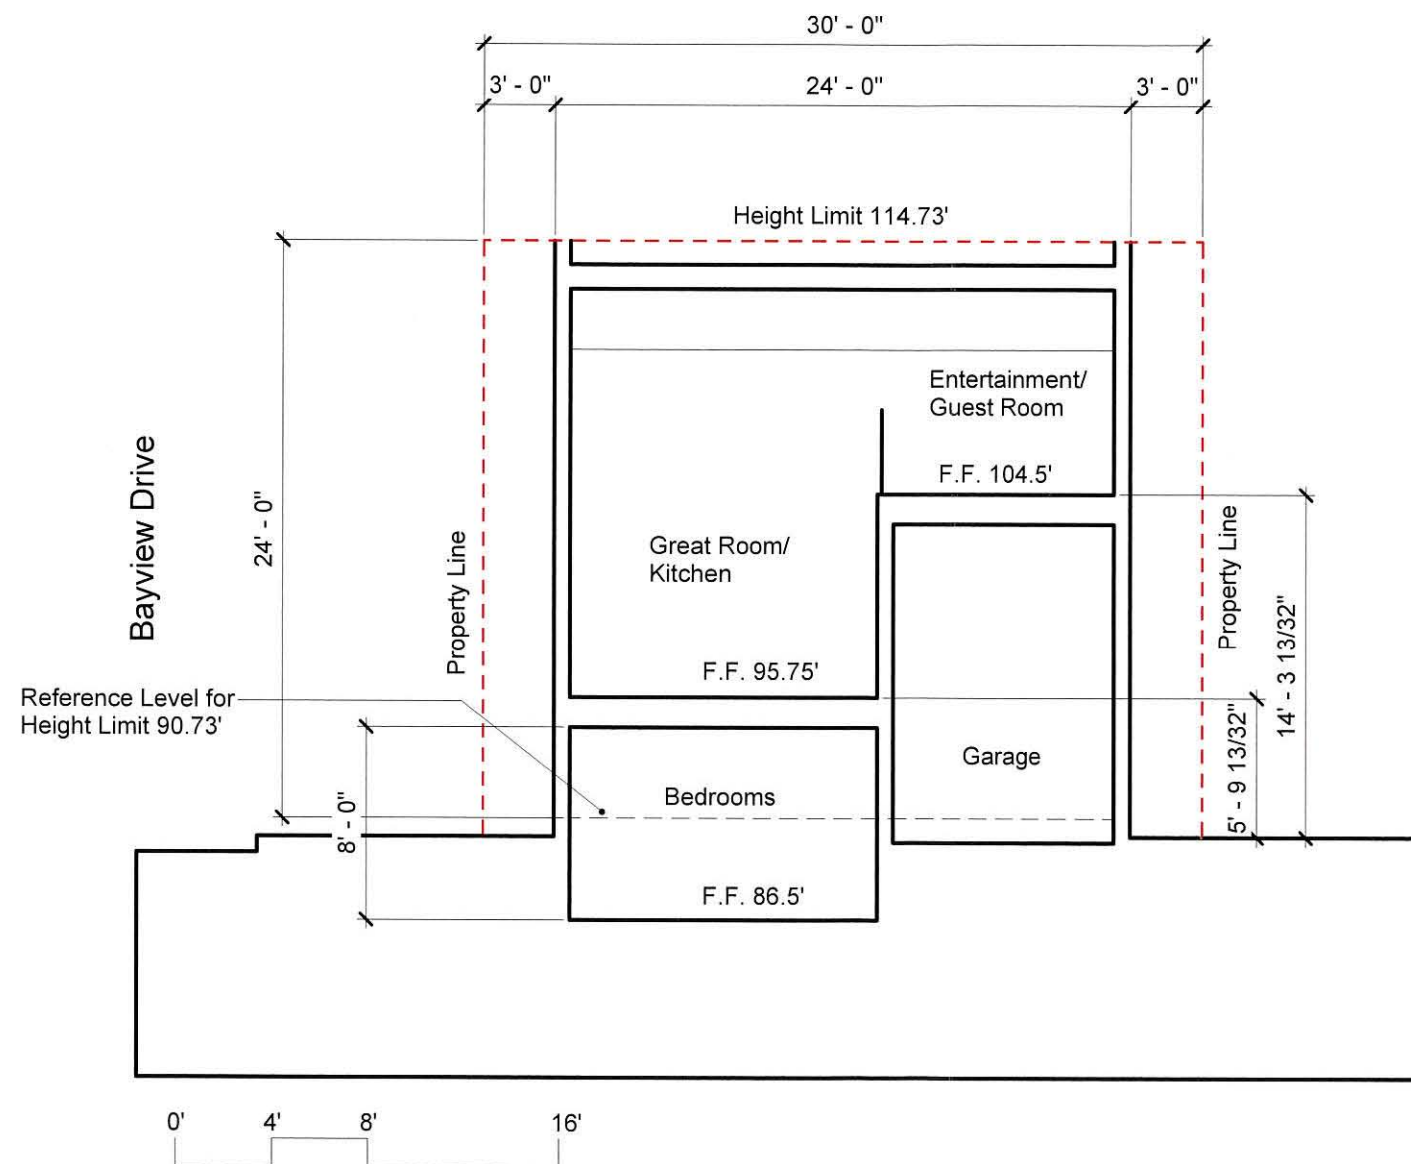 30' - 0"
3' - 0"
24' - 0"
3' - 0"
Height Limit 114.73'
Entertainment/
Guest Room
F.F. 104.5'
Bayview Drive
24' - 0"
Property Line
Great Room/
Kitchen
Property Line
14' - 3 13/32"
F.F. 95.75'
Reference Level for
Height Limit 90.73'
5' - 9 13/32"
Garage
8' - 0"
Bedrooms
F.F. 86.5'
0' 4' 8' 16'